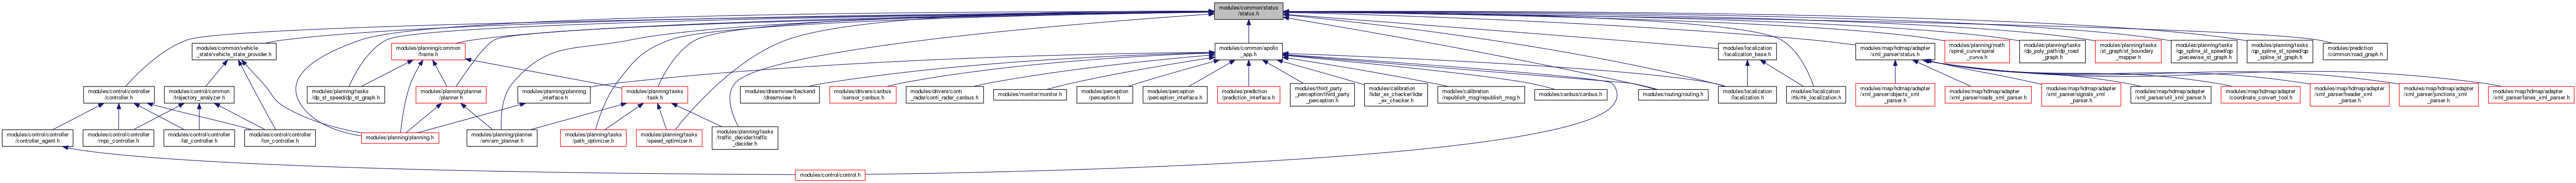 modules/common/status
/status.h
modules/common/vehicle
_state/vehicle_state_provider.h
modules/planning/common
/frame.h
modules/common/apollo
_app.h
modules/localization
/localization_base.h
modules/map/hdmap/adapter
/xml_parser/status.h
modules/planning/math
/spiral_curve/spiral
_curve.h
modules/planning/tasks
/dp_poly_path/dp_road
_graph.h
modules/planning/tasks
/st_graph/st_boundary
_mapper.h
modules/planning/tasks
/qp_spline_st_speed/qp
_piecewise_st_graph.h
modules/planning/tasks
/qp_spline_st_speed/qp
_spline_st_graph.h
modules/prediction
/common/road_graph.h
modules/control/controller
/controller.h
modules/control/common
/trajectory_analyzer.h
modules/planning/tasks
/dp_st_speed/dp_st_graph.h
modules/planning/planner
/planner.h
modules/planning/planning
_interface.h
modules/planning/tasks
/task.h
modules/dreamview/backend
/dreamview.h
modules/drivers/canbus
/sensor_canbus.h
modules/drivers/conti
_radar/conti_radar_canbus.h
modules/monitor/monitor.h
modules/perception
/perception.h
modules/perception
/perception_interface.h
modules/prediction
/prediction_interface.h
modules/third_party
_perception/third_party
_perception.h
modules/calibration
/lidar_ex_checker/lidar
_ex_checker.h
modules/calibration
/republish_msg/republish_msg.h
modules/canbus/canbus.h
modules/routing/routing.h
modules/localization
/localization.h
modules/localization
/rtk/rtk_localization.h
modules/map/hdmap/adapter
/xml_parser/objects_xml
_parser.h
modules/map/hdmap/adapter
/xml_parser/roads_xml_parser.h
modules/map/hdmap/adapter
/xml_parser/signals_xml
_parser.h
modules/map/hdmap/adapter
/xml_parser/util_xml_parser.h
modules/map/hdmap/adapter
/coordinate_convert_tool.h
modules/map/hdmap/adapter
/xml_parser/header_xml
_parser.h
modules/map/hdmap/adapter
/xml_parser/junctions_xml
_parser.h
modules/map/hdmap/adapter
/xml_parser/lanes_xml_parser.h
modules/control/controller
/controller_agent.h
modules/control/controller
/mpc_controller.h
modules/control/controller
/lat_controller.h
modules/control/controller
/lon_controller.h
modules/planning/planning.h
modules/planning/planner
/em/em_planner.h
modules/planning/tasks
/path_optimizer.h
modules/planning/tasks
/speed_optimizer.h
modules/planning/tasks
/traffic_decider/traffic
_decider.h
modules/control/control.h